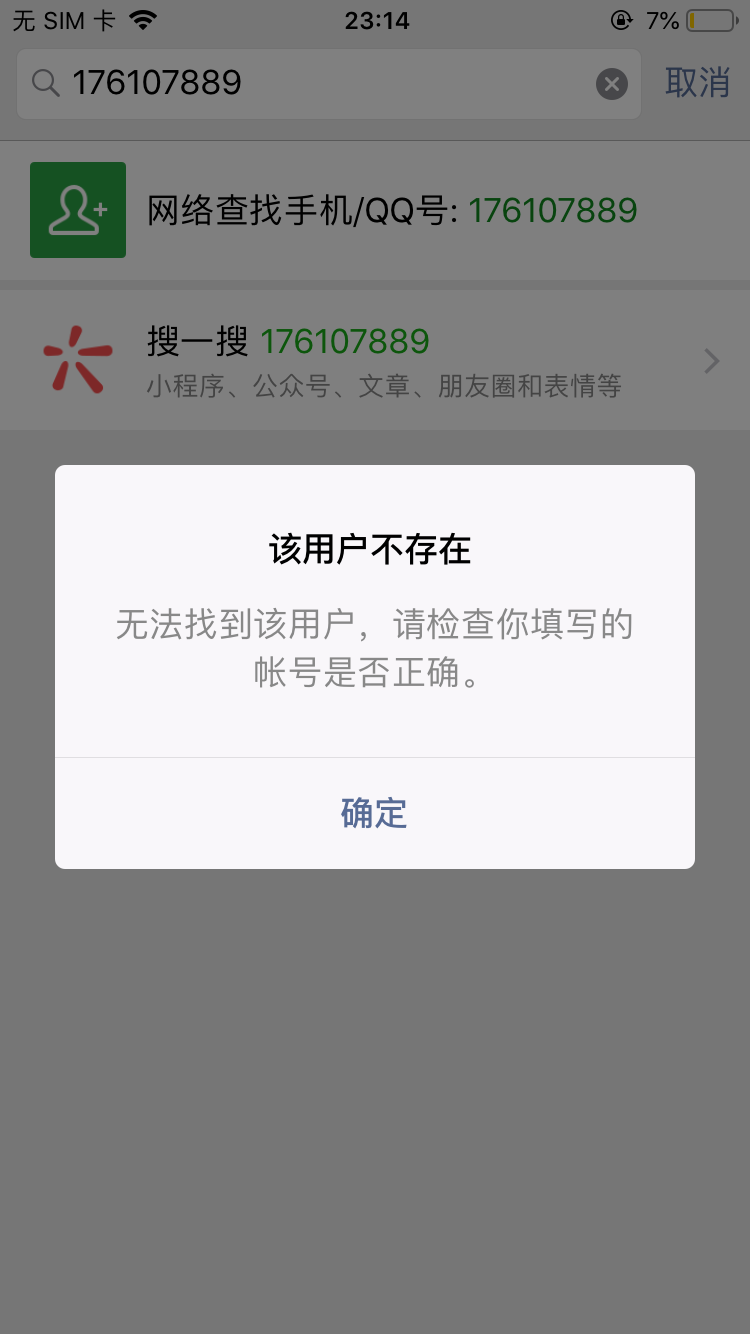 无 SIM 卡 23:14 7%
176107889 取消
网络查找手机/QQ号: 176107889
搜一搜 176107889
小程序、公众号、文章、朋友圈和表情等
该用户不存在
无法找到该用户，请检查你填写的
帐号是否正确。
确定